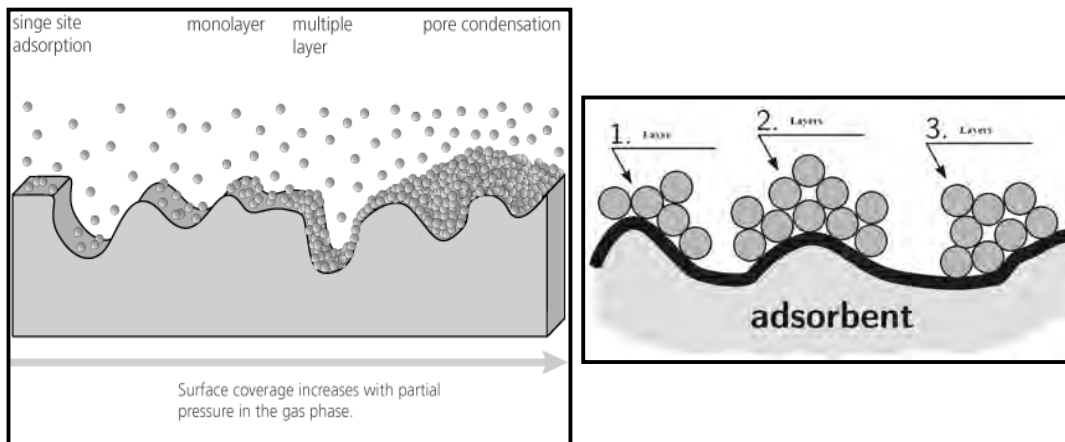 singe site
adsorption
monolayer
multiple
layer
pore condensation
Surface coverage increases with partial
pressure in the gas phase.
1. Layer
2. Layers
3. Layers
adsorbent